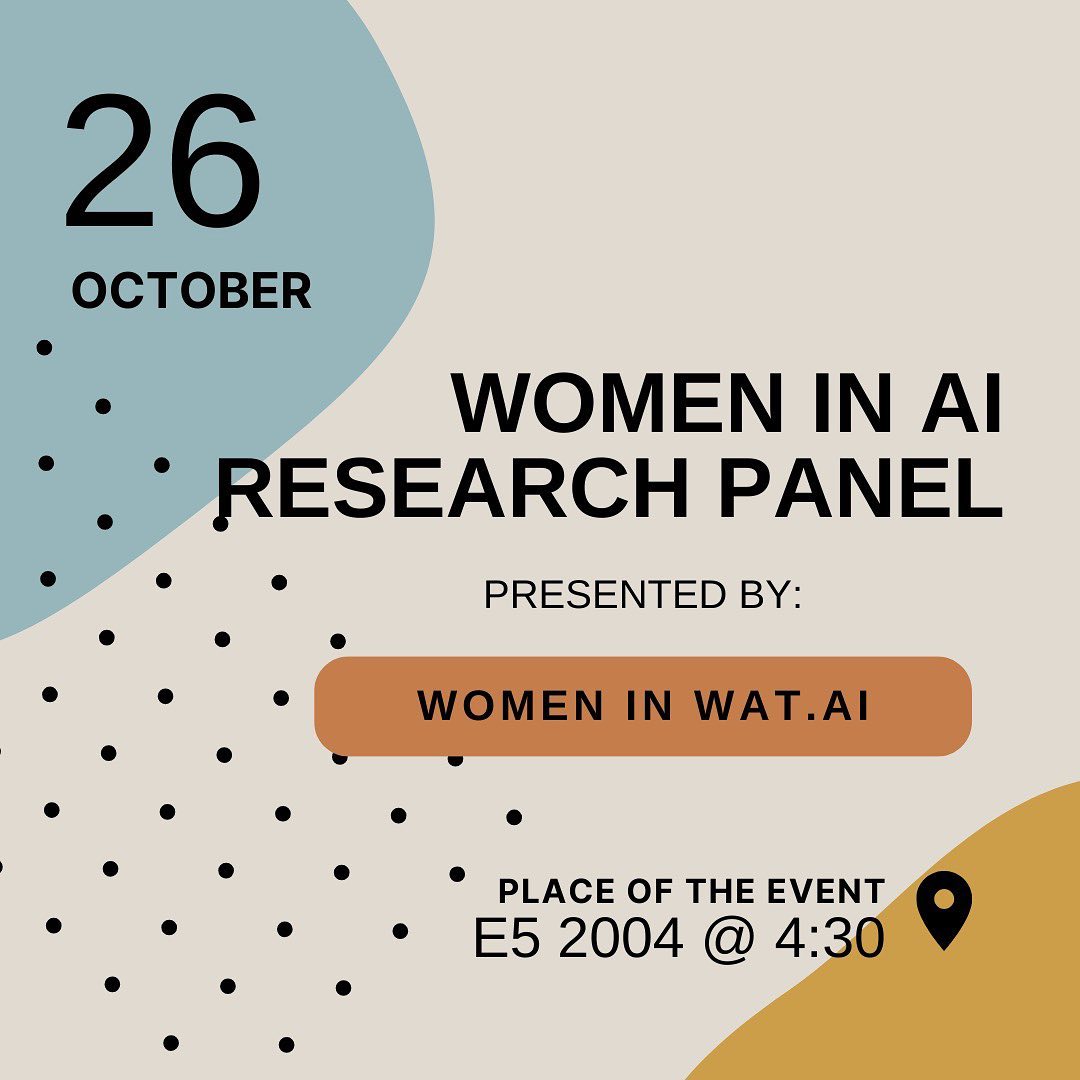 26
OCTOBER
WOMEN IN AI
RESEARCH PANEL
PRESENTED BY:
WOMEN IN WAT.AI
PLACE OF THE EVENT
E5 2004 @ 4:30